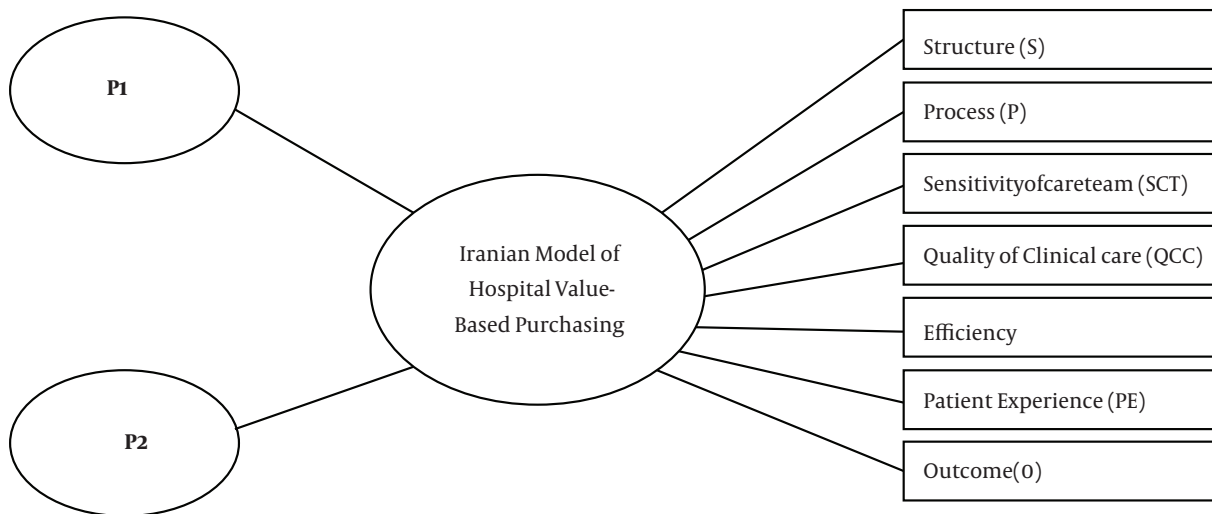 P1
P2
Iranian Model of
Hospital Value-
Based Purchasing
Structure (S)
Process (P)
Sensitivityofcareteam (SCT)
Quality of Clinical care (QCC)
Efficiency
Patient Experience (PE)
Outcome(0)